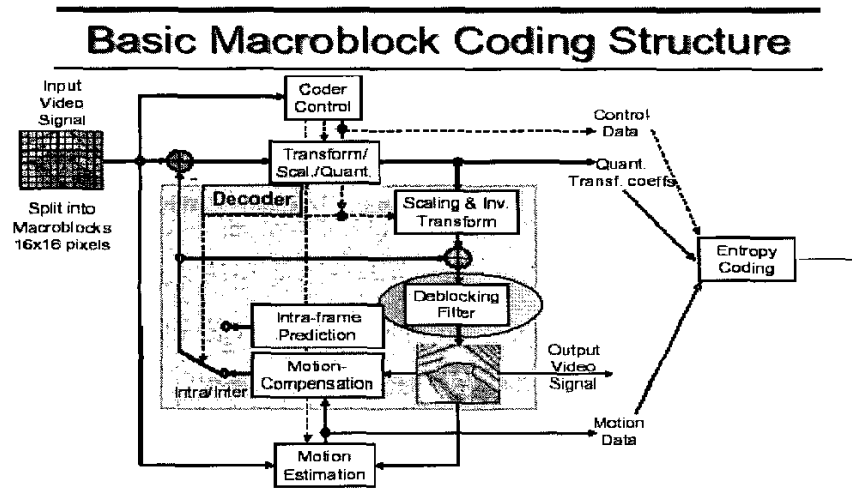 Basic Macroblock Coding Structure
Input
Video
Signal
Coder
Control
Control
Data
Transform/
Scal./Quant.
Quant.
Transf. coeffs
Decoder
Split into
Macroblocks
16x16 pixels
Scaling & Inv.
Transform
Entropy
Coding
Deblocking
Filter
Intra-frame
Prediction
Output
Video
Signal
Motion-
Compensation
Intra/Inter
Motion
Data
Motion
Estimation